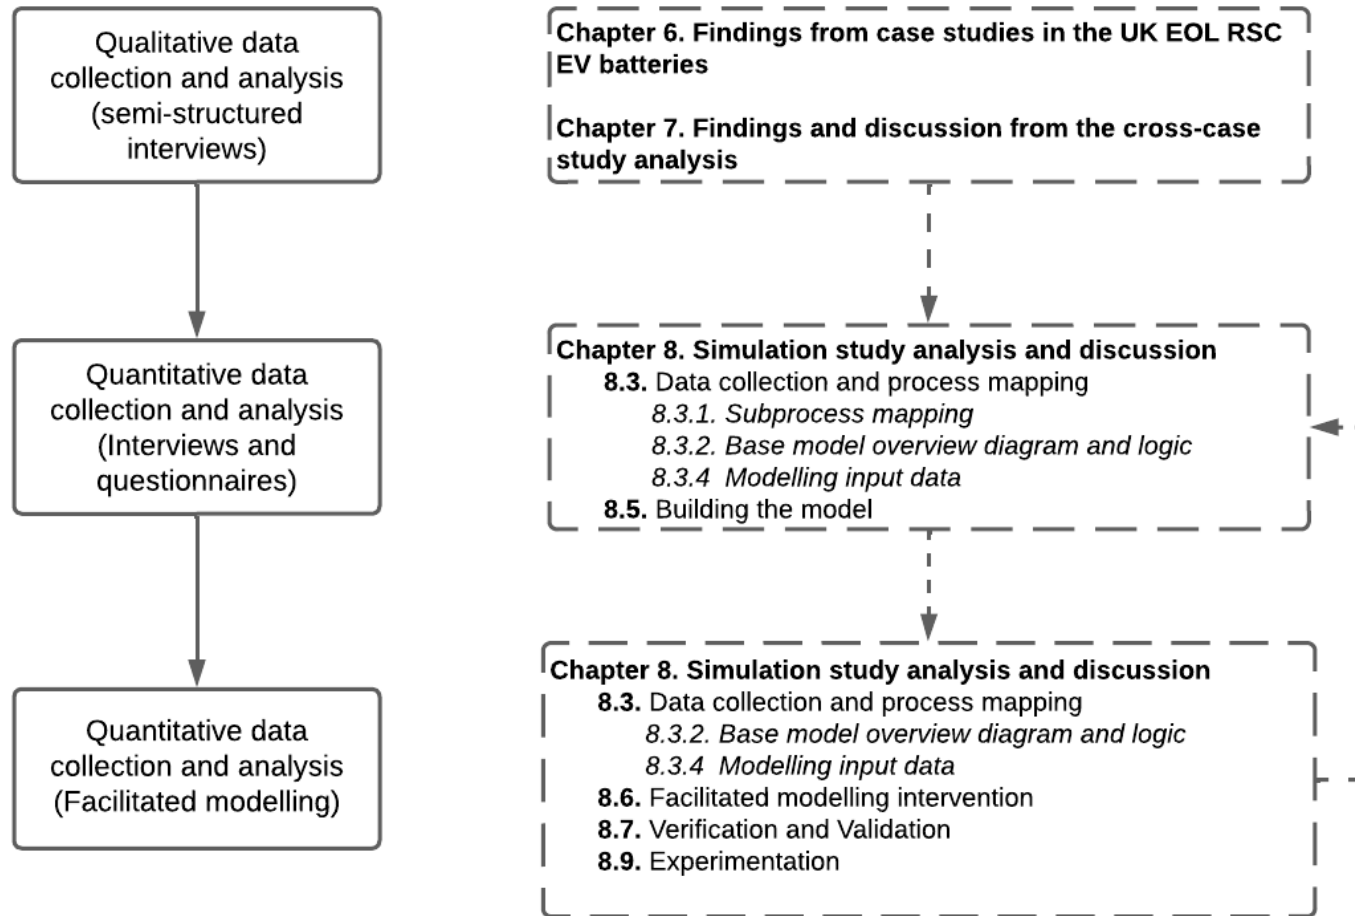 Qualitative data
collection and analysis
(semi-structured
interviews)
Chapter 6. Findings from case studies in the UK EOL RSC
EV batteries
Chapter 7. Findings and discussion from the cross-case
study analysis
Quantitative data
collection and analysis
(Interviews and
questionnaires)
Chapter 8. Simulation study analysis and discussion
8.3. Data collection and process mapping
8.3.1. Subprocess mapping
8.3.2. Base model overview diagram and logic
8.3.4 Modelling input data
8.5. Building the model
Quantitative data
collection and analysis
(Facilitated modelling)
Chapter 8. Simulation study analysis and discussion
8.3. Data collection and process mapping
8.3.2. Base model overview diagram and logic
8.3.4 Modelling input data
8.6. Facilitated modelling intervention
8.7. Verification and Validation
8.9. Experimentation